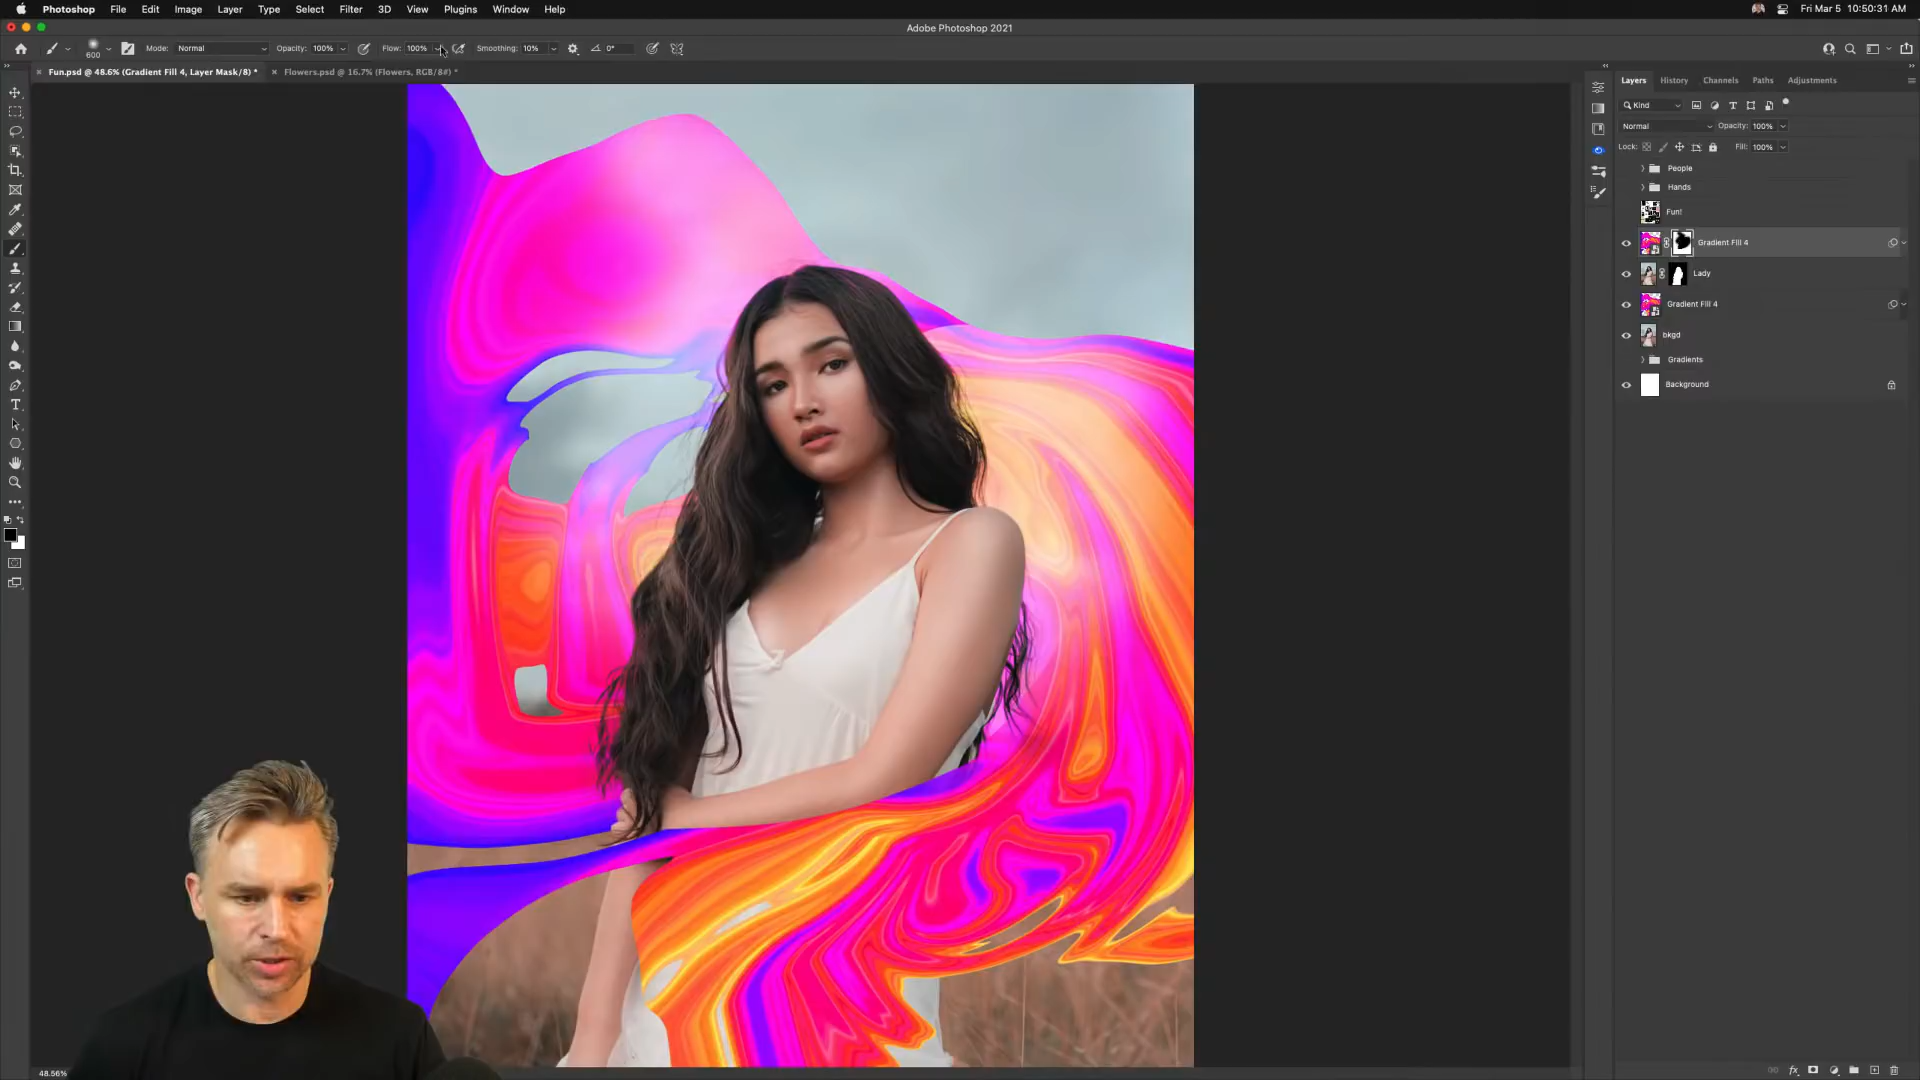 Photoshop File Edit Image Layer Type Select Filter 3D View Plugins Window Help Fri Mar 5 10:50:31 AM
Adobe Photoshop 2021
600 Mode: Normal Opacity: 100% Flow: 100% Smoothing: 10% 0°
Fun.psd @ 48.6% (Gradient Fill 4, Layer Mask/8) * Flowers.psd @ 16.7% (Flowers, RGB/8#) *
Layers History Channels Paths Adjustments
Kind
Normal Opacity: 100%
Lock: Fill: 100%
People
Hands
Fun!
Gradient Fill 4
Lady
Gradient Fill 4
bkgd
Gradients
Background
48.56%